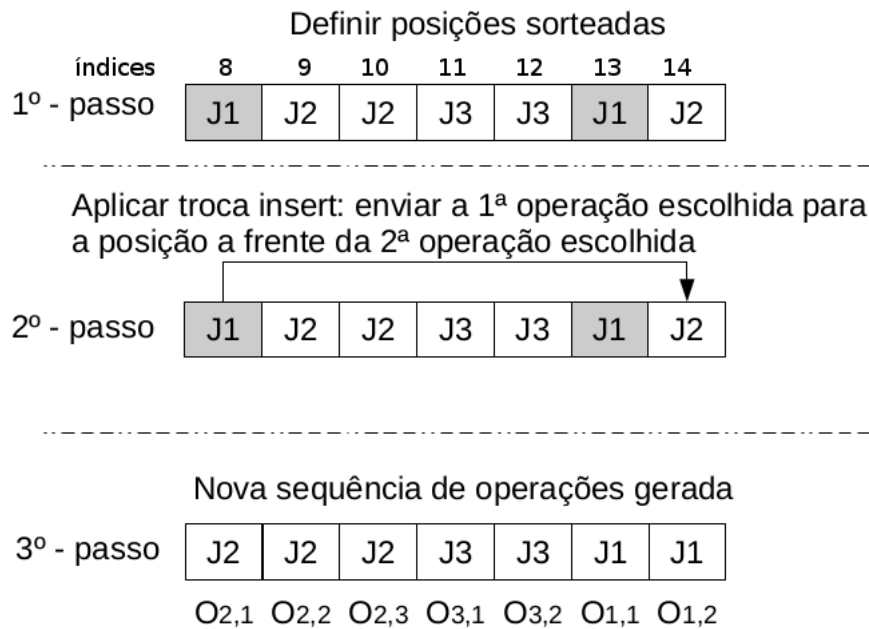 Definir posições sorteadas
índices 8 9 10 11 12 13 14
1º - passo J1 J2 J2 J3 J3 J1 J2
Aplicar troca insert: enviar a 1ª operação escolhida para
a posição a frente da 2ª operação escolhida
2º - passo J1 J2 J2 J3 J3 J1 J2
Nova sequência de operações gerada
3º - passo J2 J2 J2 J3 J3 J1 J1
O2,1 O2,2 O2,3 O3,1 O3,2 O1,1 O1,2